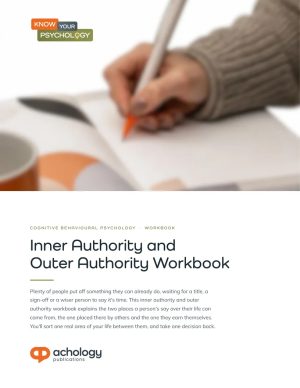 KNOW YOUR
PSYCHOLOGY
COGNITIVE BEHAVIOURAL PSYCHOLOGY WORKBOOK
Inner Authority and
Outer Authority Workbook
Plenty of people put off something they can already do, waiting for a title, a
sign-off or a wiser person to say it's time. This inner authority and outer
authority workbook explains the two places a person's say over their life can
come from, the one placed there by others and the one they earn themselves.
You'll sort one real area of your life between them, and take one decision back.
achology
publications